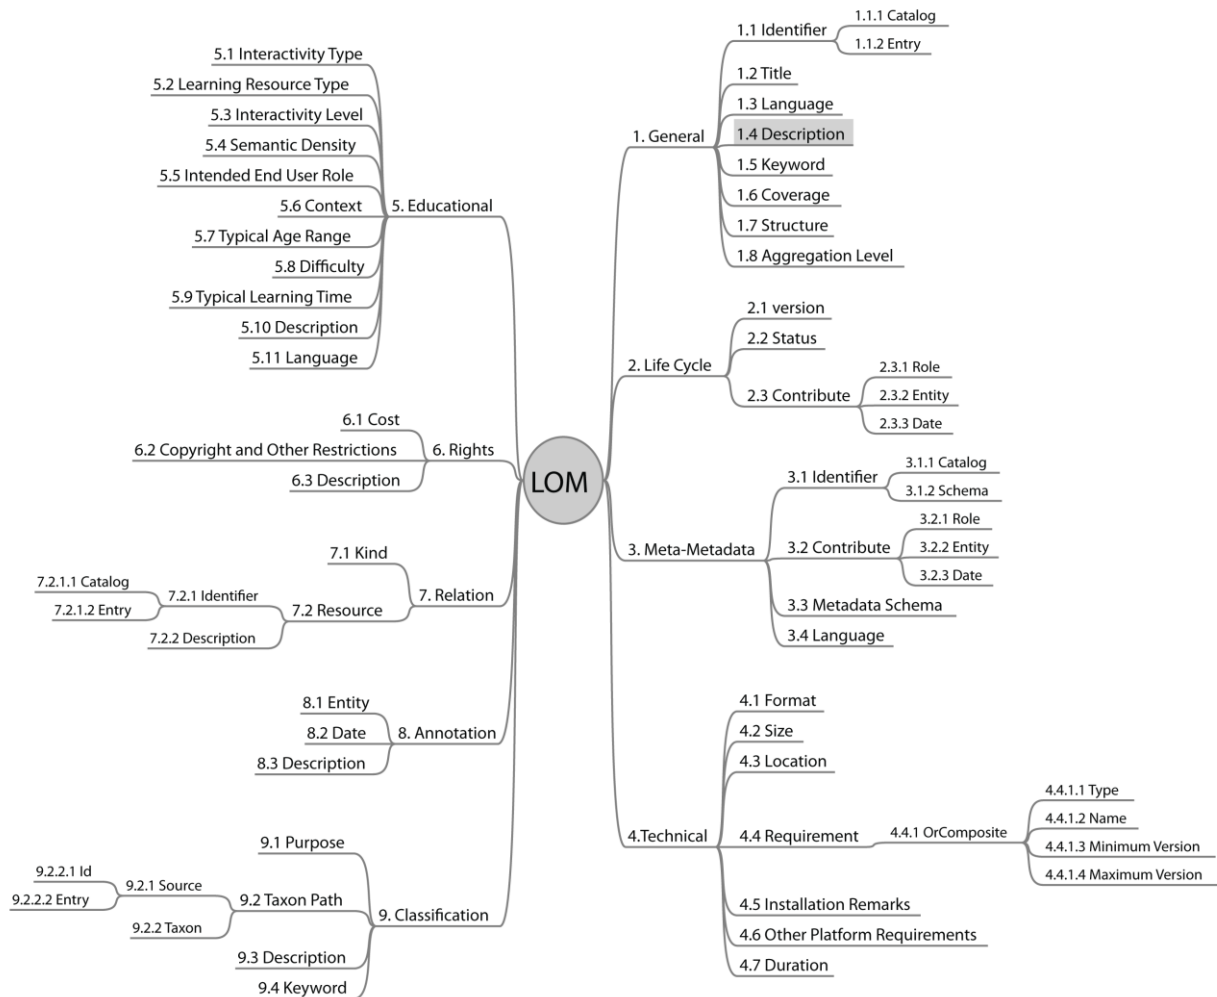 LOM
1. General
1.1 Identifier
1.1.1 Catalog
1.1.2 Entry
1.2 Title
1.3 Language
1.4 Description
1.5 Keyword
1.6 Coverage
1.7 Structure
1.8 Aggregation Level
2. Life Cycle
2.1 version
2.2 Status
2.3 Contribute
2.3.1 Role
2.3.2 Entity
2.3.3 Date
3. Meta-Metadata
3.1 Identifier
3.1.1 Catalog
3.1.2 Schema
3.2 Contribute
3.2.1 Role
3.2.2 Entity
3.2.3 Date
3.3 Metadata Schema
3.4 Language
4.Technical
4.1 Format
4.2 Size
4.3 Location
4.4 Requirement
4.4.1 OrComposite
4.4.1.1 Type
4.4.1.2 Name
4.4.1.3 Minimum Version
4.4.1.4 Maximum Version
4.5 Installation Remarks
4.6 Other Platform Requirements
4.7 Duration
5. Educational
5.1 Interactivity Type
5.2 Learning Resource Type
5.3 Interactivity Level
5.4 Semantic Density
5.5 Intended End User Role
5.6 Context
5.7 Typical Age Range
5.8 Difficulty
5.9 Typical Learning Time
5.10 Description
5.11 Language
6. Rights
6.1 Cost
6.2 Copyright and Other Restrictions
6.3 Description
7. Relation
7.1 Kind
7.2 Resource
7.2.1 Identifier
7.2.1.1 Catalog
7.2.1.2 Entry
7.2.2 Description
8. Annotation
8.1 Entity
8.2 Date
8.3 Description
9. Classification
9.1 Purpose
9.2 Taxon Path
9.2.1 Source
9.2.2.1 Id
9.2.2.2 Entry
9.2.2 Taxon
9.3 Description
9.4 Keyword